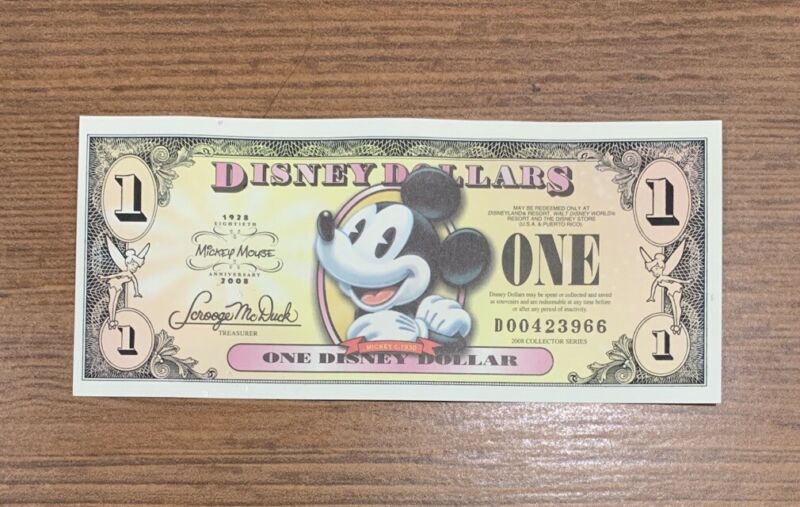 DISNEY DOLLARS
1
1
1928
EIGHTIETH
Mickey Mouse
ANNIVERSARY
2008
Scrooge McDuck
TREASURER
MAY BE REDEEMED ONLY AT
DISNEYLAND® RESORT, WALT DISNEY WORLD®
RESORT AND THE DISNEY STORE
(U.S.A. & PUERTO RICO)
ONE
Disney Dollars may be spent or collected and saved
as souvenirs and are redeemable at any time before
or after any period of inactivity.
D00423966
2008 COLLECTOR SERIES
1
1
MICKEY C. 1930
ONE DISNEY DOLLAR